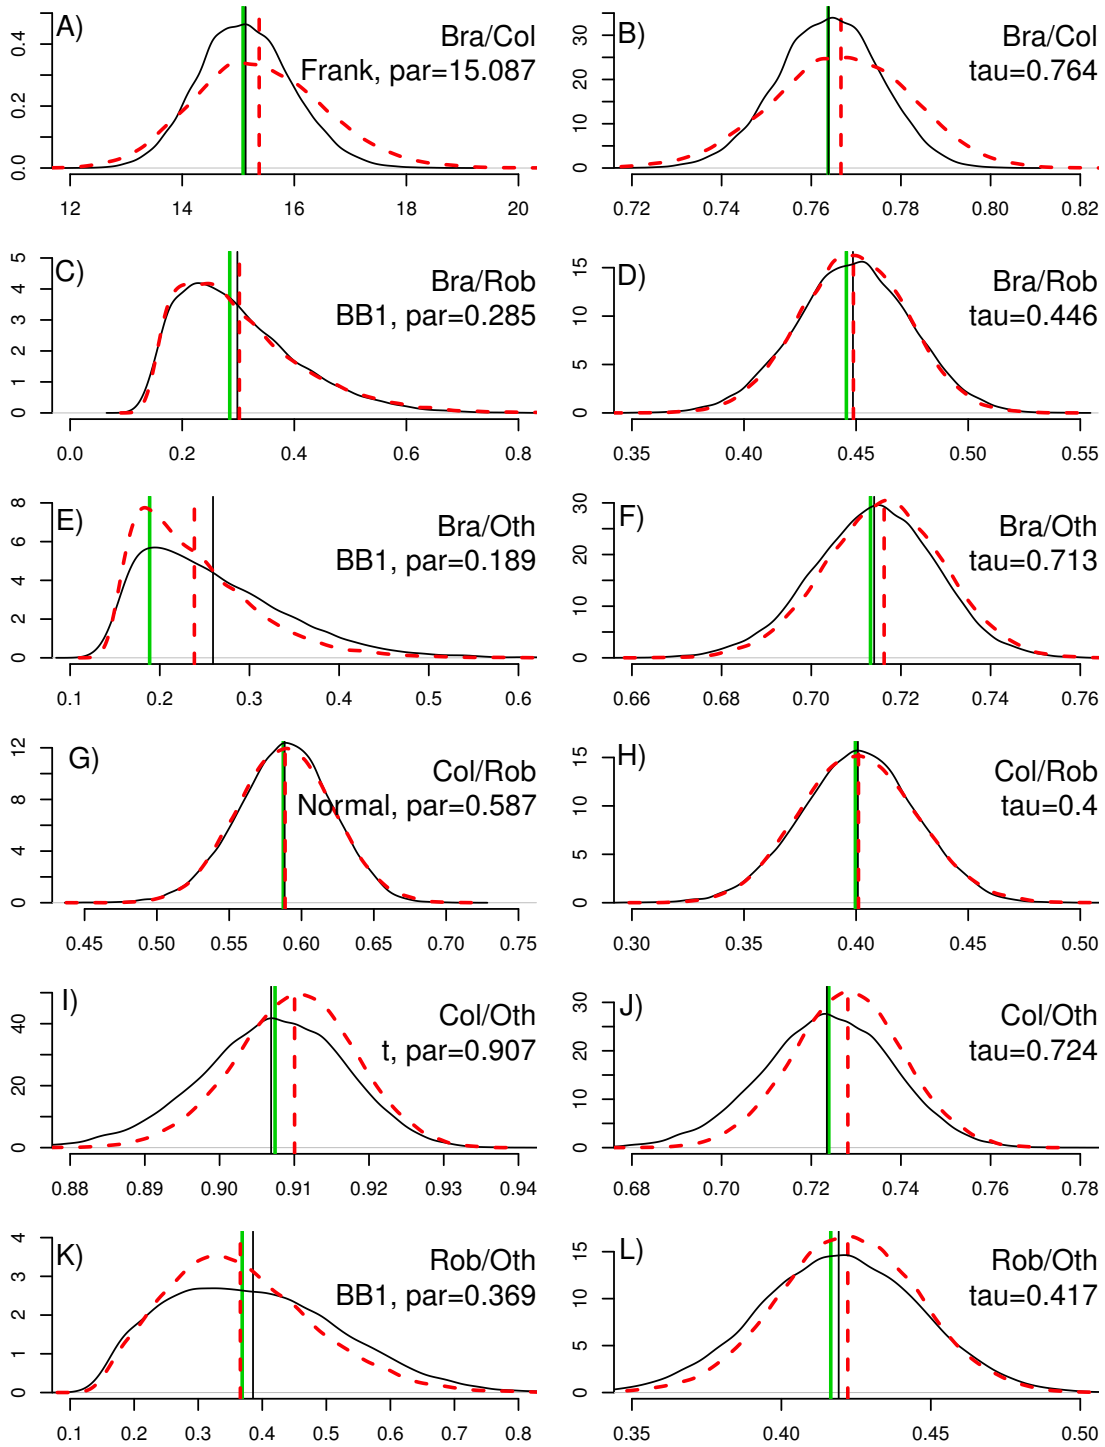 A)
Bra/Col
Frank, par=15.087
0.0 0.2 0.4
12 14 16 18 20
B)
Bra/Col
tau=0.764
0 10 20 30
0.72 0.74 0.76 0.78 0.80 0.82
C)
Bra/Rob
BB1, par=0.285
0 1 2 3 4 5
0.0 0.2 0.4 0.6 0.8
D)
Bra/Rob
tau=0.446
0 5 10 15
0.35 0.40 0.45 0.50 0.55
E)
Bra/Oth
BB1, par=0.189
0 2 4 6 8
0.1 0.2 0.3 0.4 0.5 0.6
F)
Bra/Oth
tau=0.713
0 10 20 30
0.66 0.68 0.70 0.72 0.74 0.76
G)
Col/Rob
Normal, par=0.587
0 4 8 12
0.45 0.50 0.55 0.60 0.65 0.70 0.75
H)
Col/Rob
tau=0.4
0 5 10 15
0.30 0.35 0.40 0.45 0.50
I)
Col/Oth
t, par=0.907
0 20 40
0.88 0.89 0.90 0.91 0.92 0.93 0.94
J)
Col/Oth
tau=0.724
0 10 20 30
0.68 0.70 0.72 0.74 0.76 0.78
K)
Rob/Oth
BB1, par=0.369
0 1 2 3 4
0.1 0.2 0.3 0.4 0.5 0.6 0.7 0.8
L)
Rob/Oth
tau=0.417
0 5 10 15
0.35 0.40 0.45 0.50